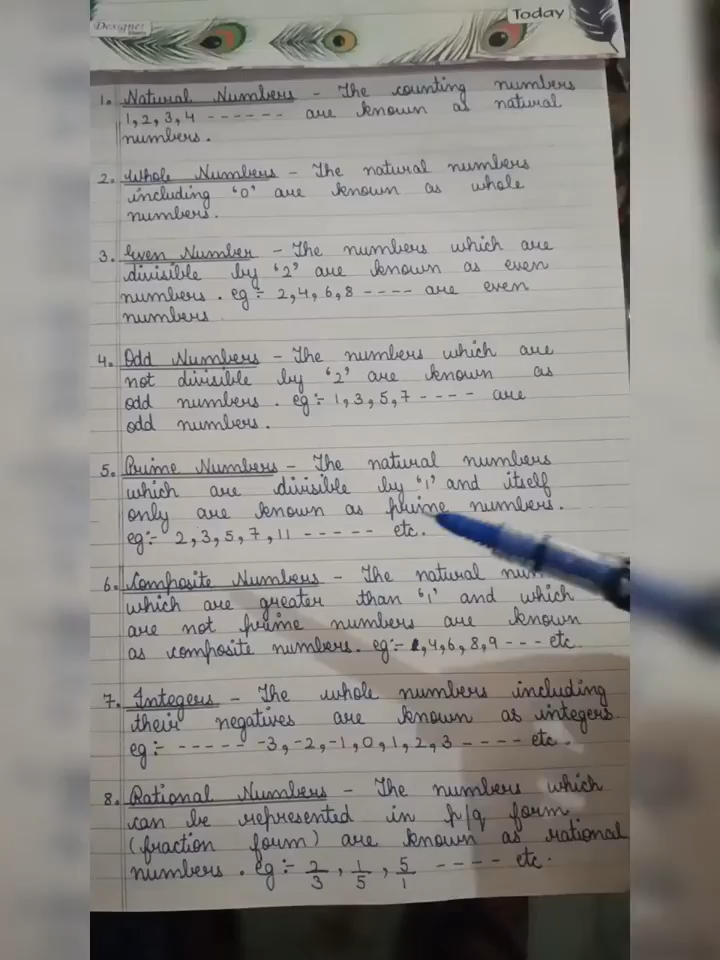 Designer
Today
1. Natural Numbers - The counting numbers
1, 2, 3, 4 ------ are known as natural
numbers.
2. Whole Numbers - The natural numbers
including '0' are known as whole
numbers.
3. Even Number - The numbers which are
divisible by '2' are known as even
numbers. eg:- 2, 4, 6, 8 ---- are even
numbers
4. Odd Numbers - The numbers which are
not divisible by '2' are known as
odd numbers. eg:- 1, 3, 5, 7 ---- are
odd numbers.
5. Prime Numbers - The natural numbers
which are divisible by '1' and itself
only are known as prime numbers.
eg:- 2, 3, 5, 7, 11 ----- etc.
6. Composite Numbers - The natural
which are greater than '1' and which
are not prime numbers are known
as composite numbers. eg:- , 4, 6, 8, 9 --- etc
7. Integers - The whole numbers including
their negatives are known as integers.
eg:- ----- -3, -2, -1, 0, 1, 2, 3 ---- etc.
8. Rational Numbers - The numbers which
can be represented in p/q form
(fraction form) are known as rational
numbers. eg:- 2/3, 1/5, 5/1 ---- etc.